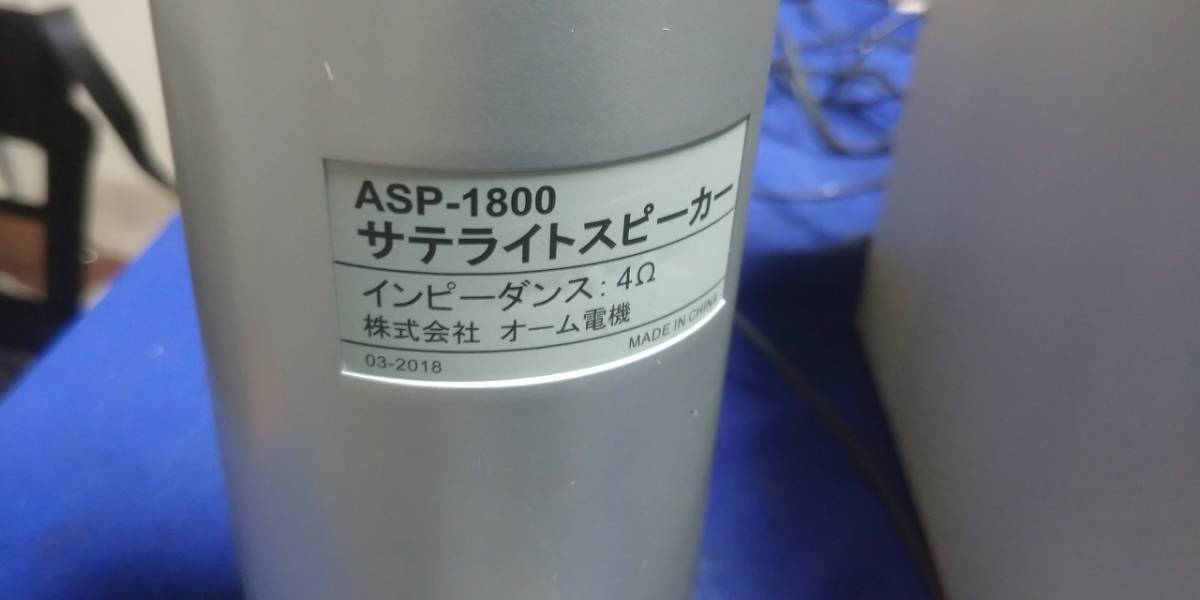 ASP-1800
サテライトスピーカー
インピーダンス: 4Ω
株式会社 オーム電機
03-2018 MADE IN CHINA